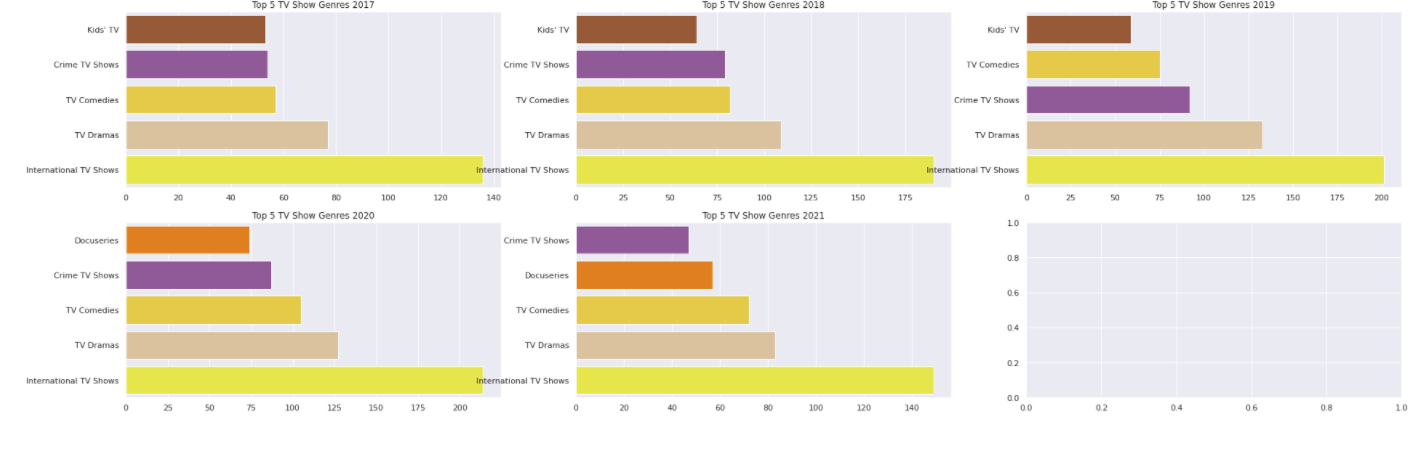 Top 5 TV Show Genres 2017
Kids' TV
Crime TV Shows
TV Comedies
TV Dramas
International TV Shows
0 20 40 60 80 100 120 140
Top 5 TV Show Genres 2018
Kids' TV
Crime TV Shows
TV Comedies
TV Dramas
International TV Shows
0 25 50 75 100 125 150 175
Top 5 TV Show Genres 2019
Kids' TV
TV Comedies
Crime TV Shows
TV Dramas
International TV Shows
0 25 50 75 100 125 150 175 200
Top 5 TV Show Genres 2020
Docuseries
Crime TV Shows
TV Comedies
TV Dramas
International TV Shows
0 25 50 75 100 125 150 175 200
Top 5 TV Show Genres 2021
Crime TV Shows
Docuseries
TV Comedies
TV Dramas
International TV Shows
0 20 40 60 80 100 120 140
1.0
0.8
0.6
0.4
0.2
0.0
0.0 0.2 0.4 0.6 0.8 1.0